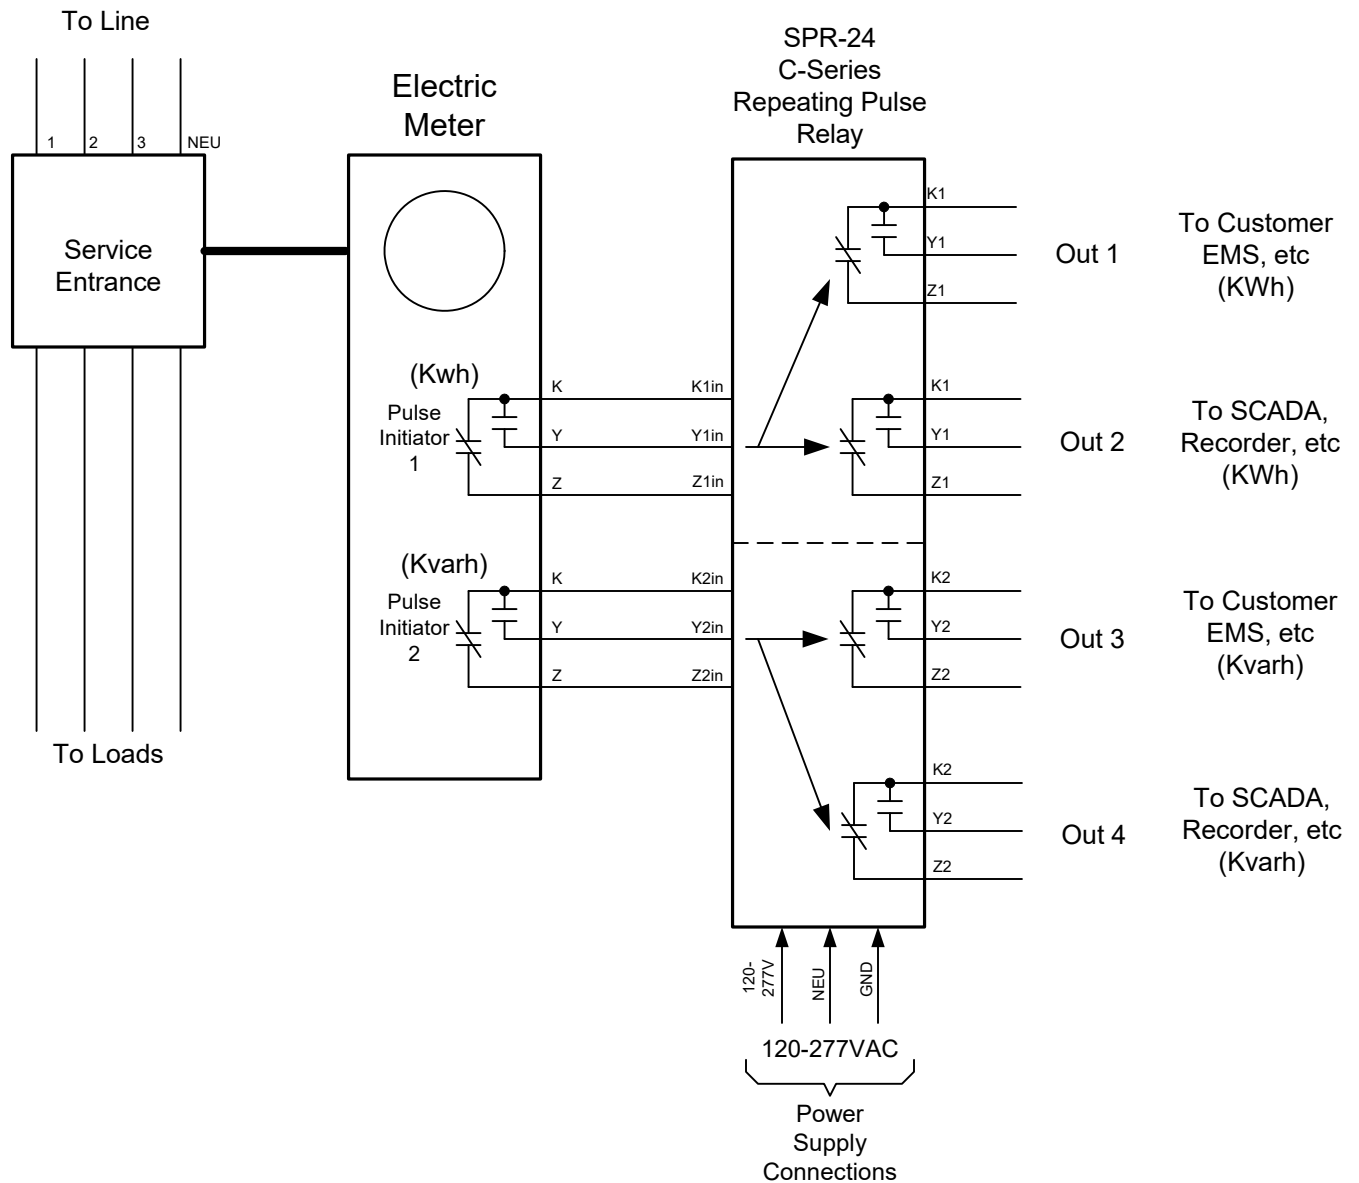 To Line
1
2
3
NEU
Service
Entrance
To Loads
Electric
Meter
(Kwh)
Pulse
Initiator
1
K
Y
Z
(Kvarh)
Pulse
Initiator
2
K
Y
Z
K1in
Y1in
Z1in
K2in
Y2in
Z2in
SPR-24
C-Series
Repeating Pulse
Relay
K1
Y1
Z1
Out 1
To Customer
EMS, etc
(KWh)
K1
Y1
Z1
Out 2
To SCADA,
Recorder, etc
(KWh)
K2
Y2
Z2
Out 3
To Customer
EMS, etc
(Kvarh)
K2
Y2
Z2
Out 4
To SCADA,
Recorder, etc
(Kvarh)
120-
277V
NEU
GND
120-277VAC
Power
Supply
Connections